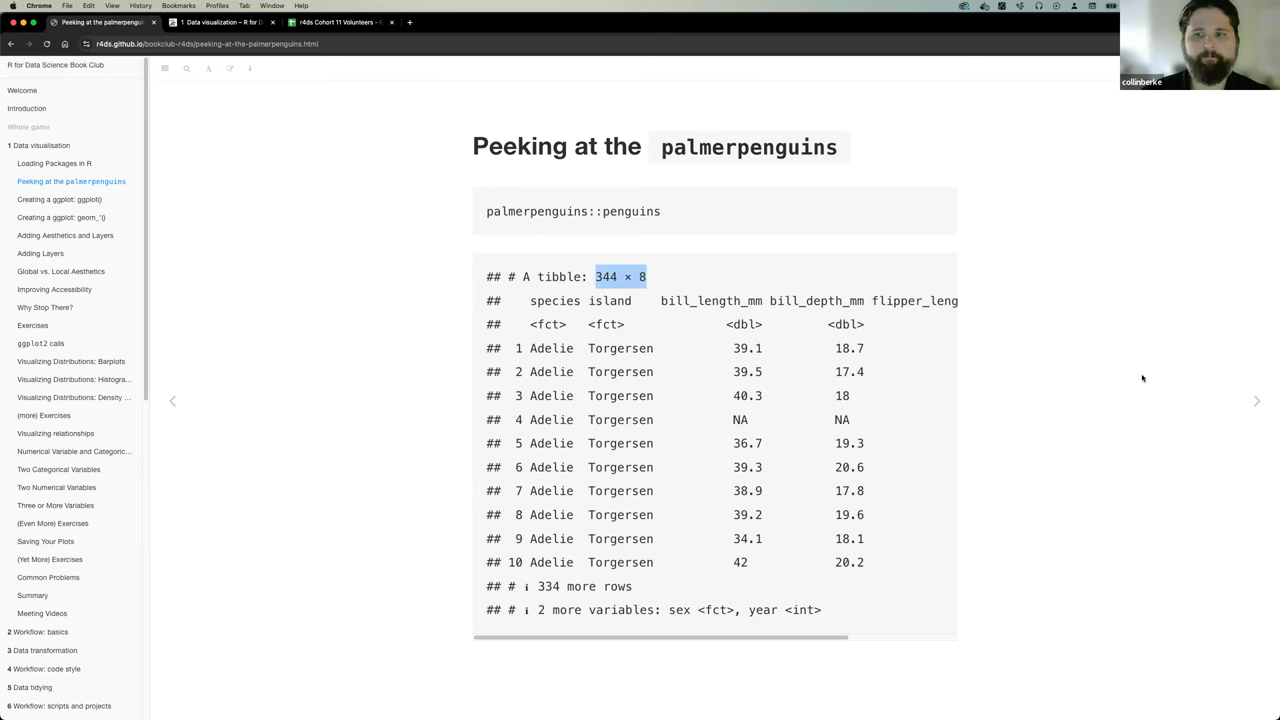 Chrome File Edit View History Bookmarks Profiles Tab Window Help
Peeking at the palmerpengui
1 Data visualization – R for D
r4ds Cohort 11 Volunteers - G
r4ds.github.io/bookclub-r4ds/peeking-at-the-palmerpenguins.html
collinberke
R for Data Science Book Club
Welcome
Introduction
Whole game
1 Data visualisation
Loading Packages in R
Peeking at the palmerpenguins
Creating a ggplot: ggplot()
Creating a ggplot: geom_*()
Adding Aesthetics and Layers
Adding Layers
Global vs. Local Aesthetics
Improving Accessibility
Why Stop There?
Exercises
ggplot2 calls
Visualizing Distributions: Barplots
Visualizing Distributions: Histogra...
Visualizing Distributions: Density ...
(more) Exercises
Visualizing relationships
Numerical Variable and Categoric...
Two Categorical Variables
Two Numerical Variables
Three or More Variables
(Even More) Exercises
Saving Your Plots
(Yet More) Exercises
Common Problems
Summary
Meeting Videos
2 Workflow: basics
3 Data transformation
4 Workflow: code style
5 Data tidying
6 Workflow: scripts and projects
Peeking at the palmerpenguins
palmerpenguins::penguins
## # A tibble: 344 × 8
##    species island    bill_length_mm bill_depth_mm flipper_leng
##    <fct>   <fct>              <dbl>         <dbl>
##  1 Adelie  Torgersen           39.1          18.7
##  2 Adelie  Torgersen           39.5          17.4
##  3 Adelie  Torgersen           40.3          18
##  4 Adelie  Torgersen           NA            NA
##  5 Adelie  Torgersen           36.7          19.3
##  6 Adelie  Torgersen           39.3          20.6
##  7 Adelie  Torgersen           38.9          17.8
##  8 Adelie  Torgersen           39.2          19.6
##  9 Adelie  Torgersen           34.1          18.1
## 10 Adelie  Torgersen           42            20.2
## # ℹ 334 more rows
## # ℹ 2 more variables: sex <fct>, year <int>